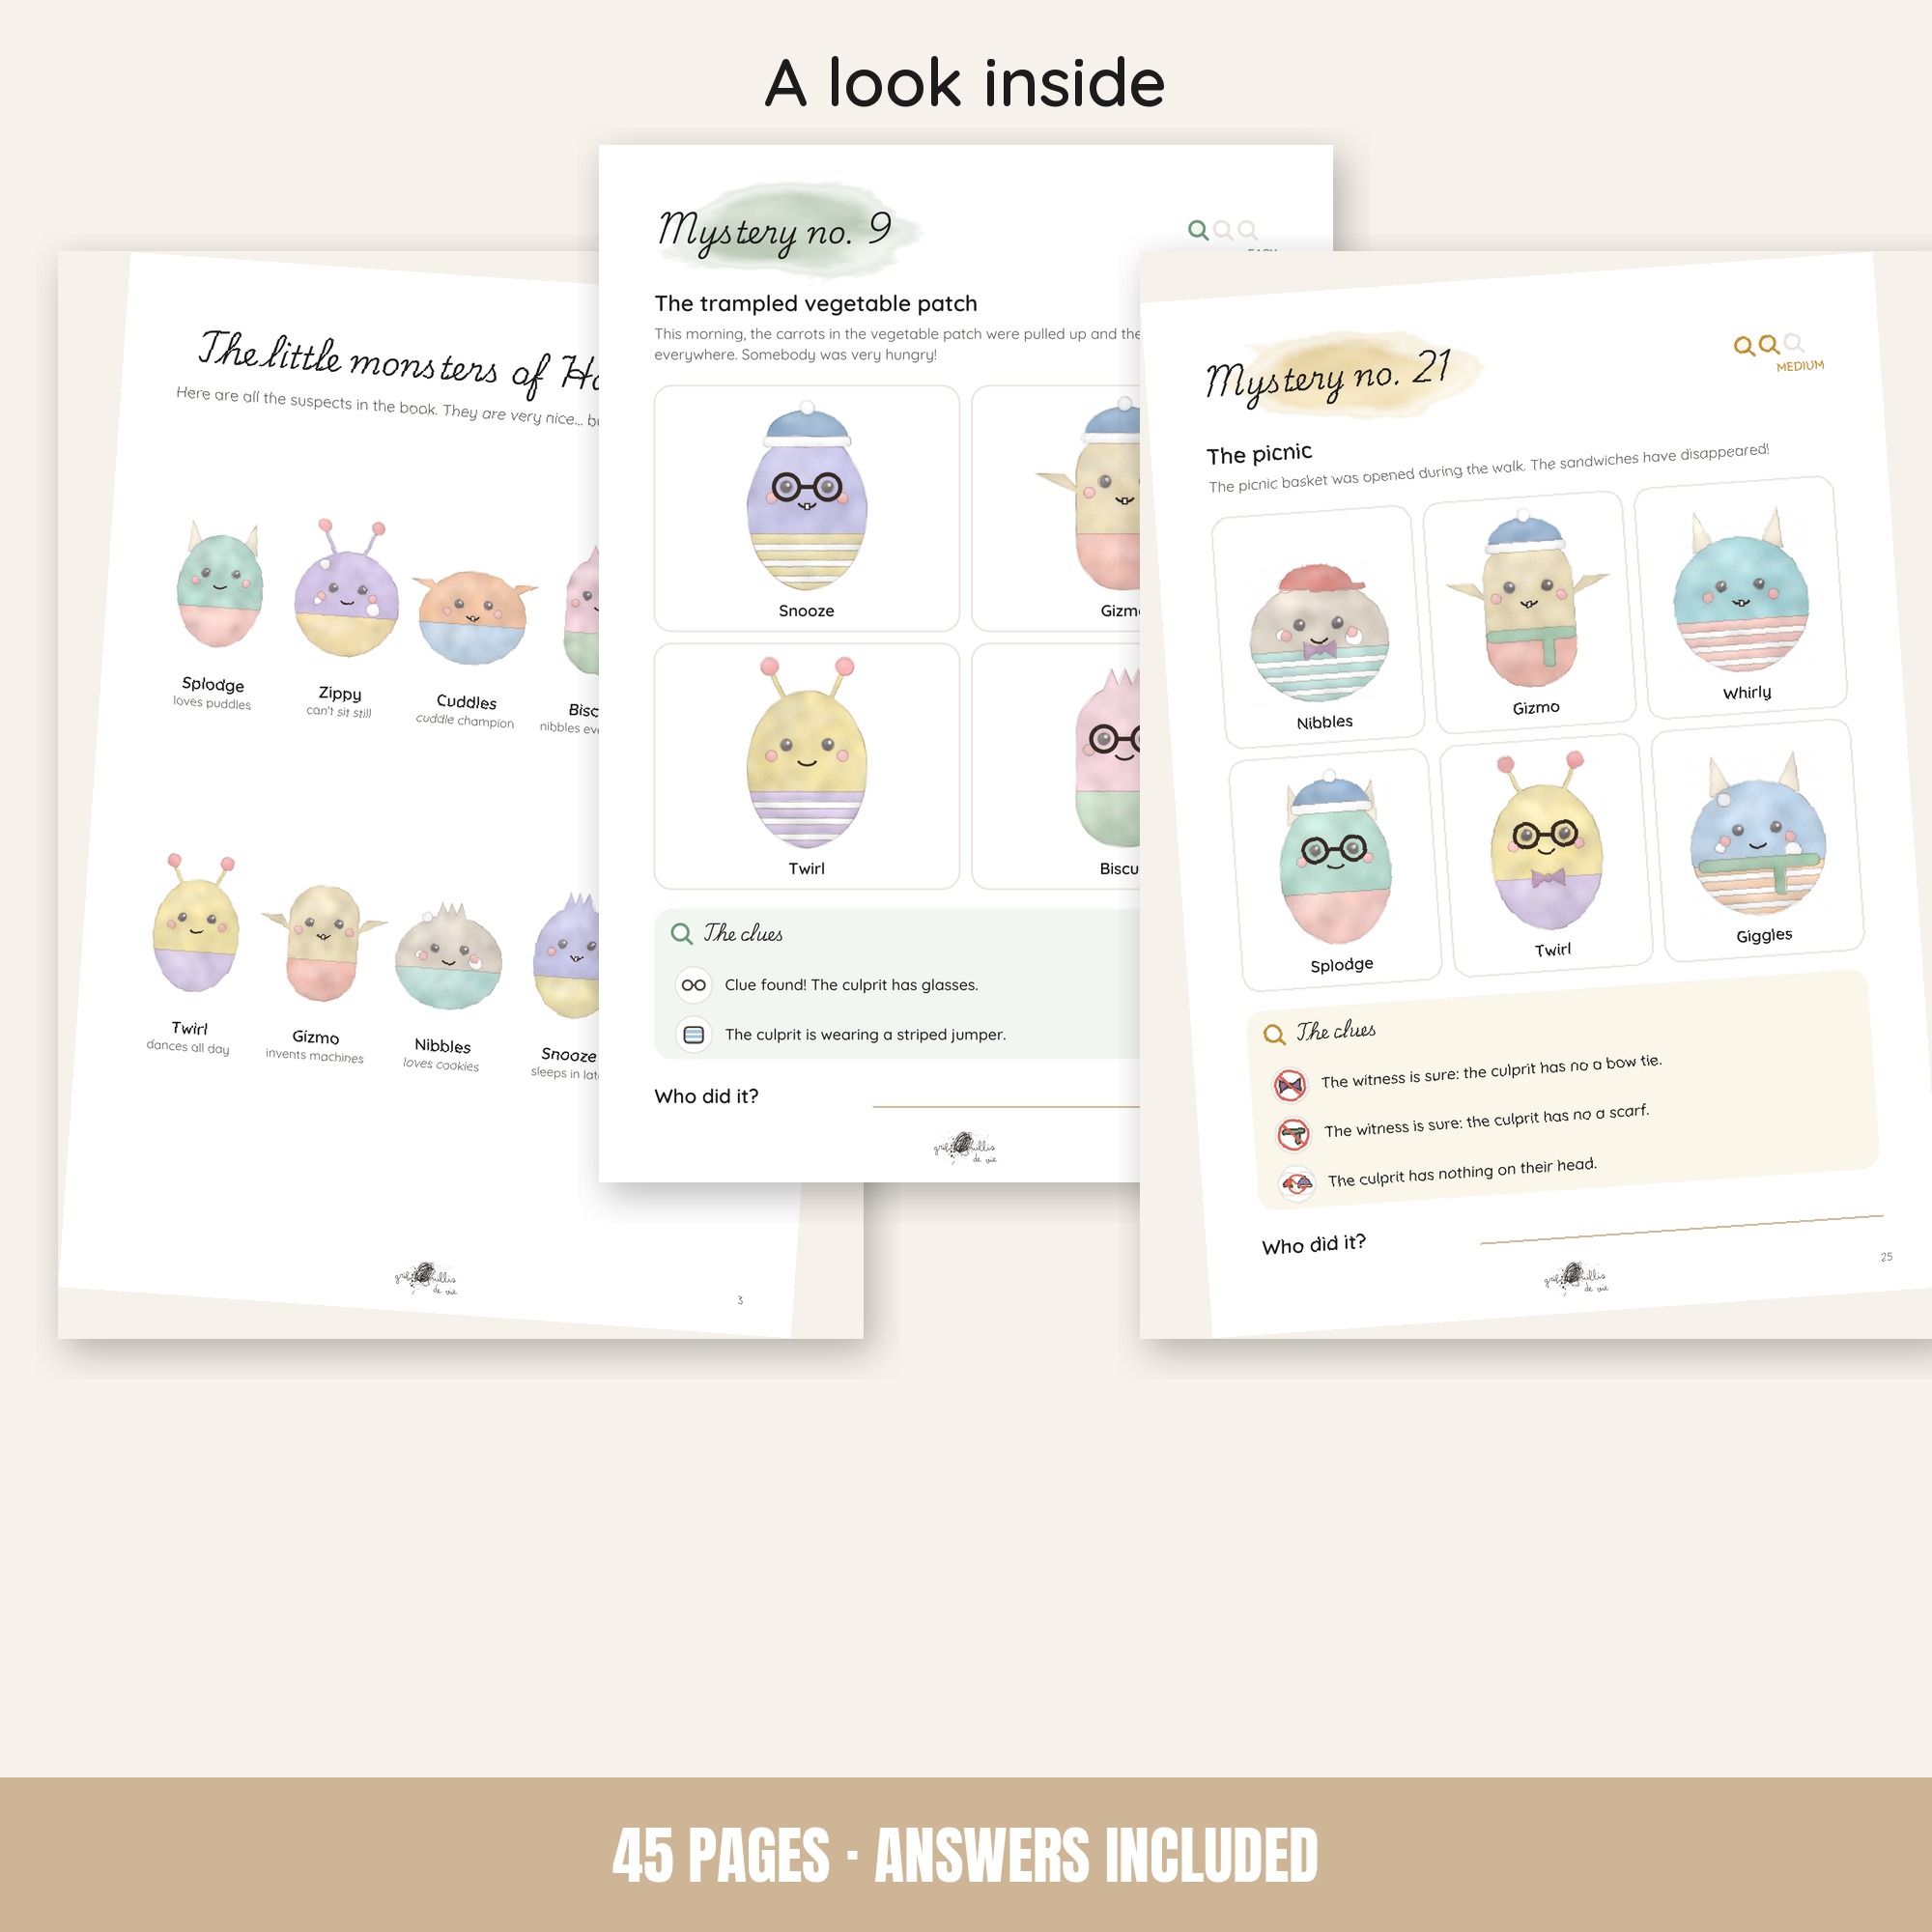 A look inside
The little monsters of
Here are all the suspects in the book. They are very nice...
Splodge
loves puddles
Zippy
can't sit still
Cuddles
cuddle champion
nibbles
Twirl
dances all day
Gizmo
invents machines
Nibbles
loves cookies
Snooze
sleeps in
3
Mystery no. 9
The trampled vegetable patch
This morning, the carrots in the vegetable patch were pulled up and
everywhere. Somebody was very hungry!
Snooze
Twirl
The clues
Clue found! The culprit has glasses.
The culprit is wearing a striped jumper.
Who did it?
de vie
Mystery no. 21
MEDIUM
The picnic
The picnic basket was opened during the walk. The sandwiches have disappeared!
Nibbles
Gizmo
Whirly
Splodge
Twirl
Giggles
The clues
The witness is sure: the culprit has no a bow tie.
The witness is sure: the culprit has no a scarf.
The culprit has nothing on their head.
Who did it?
25
45 PAGES · ANSWERS INCLUDED